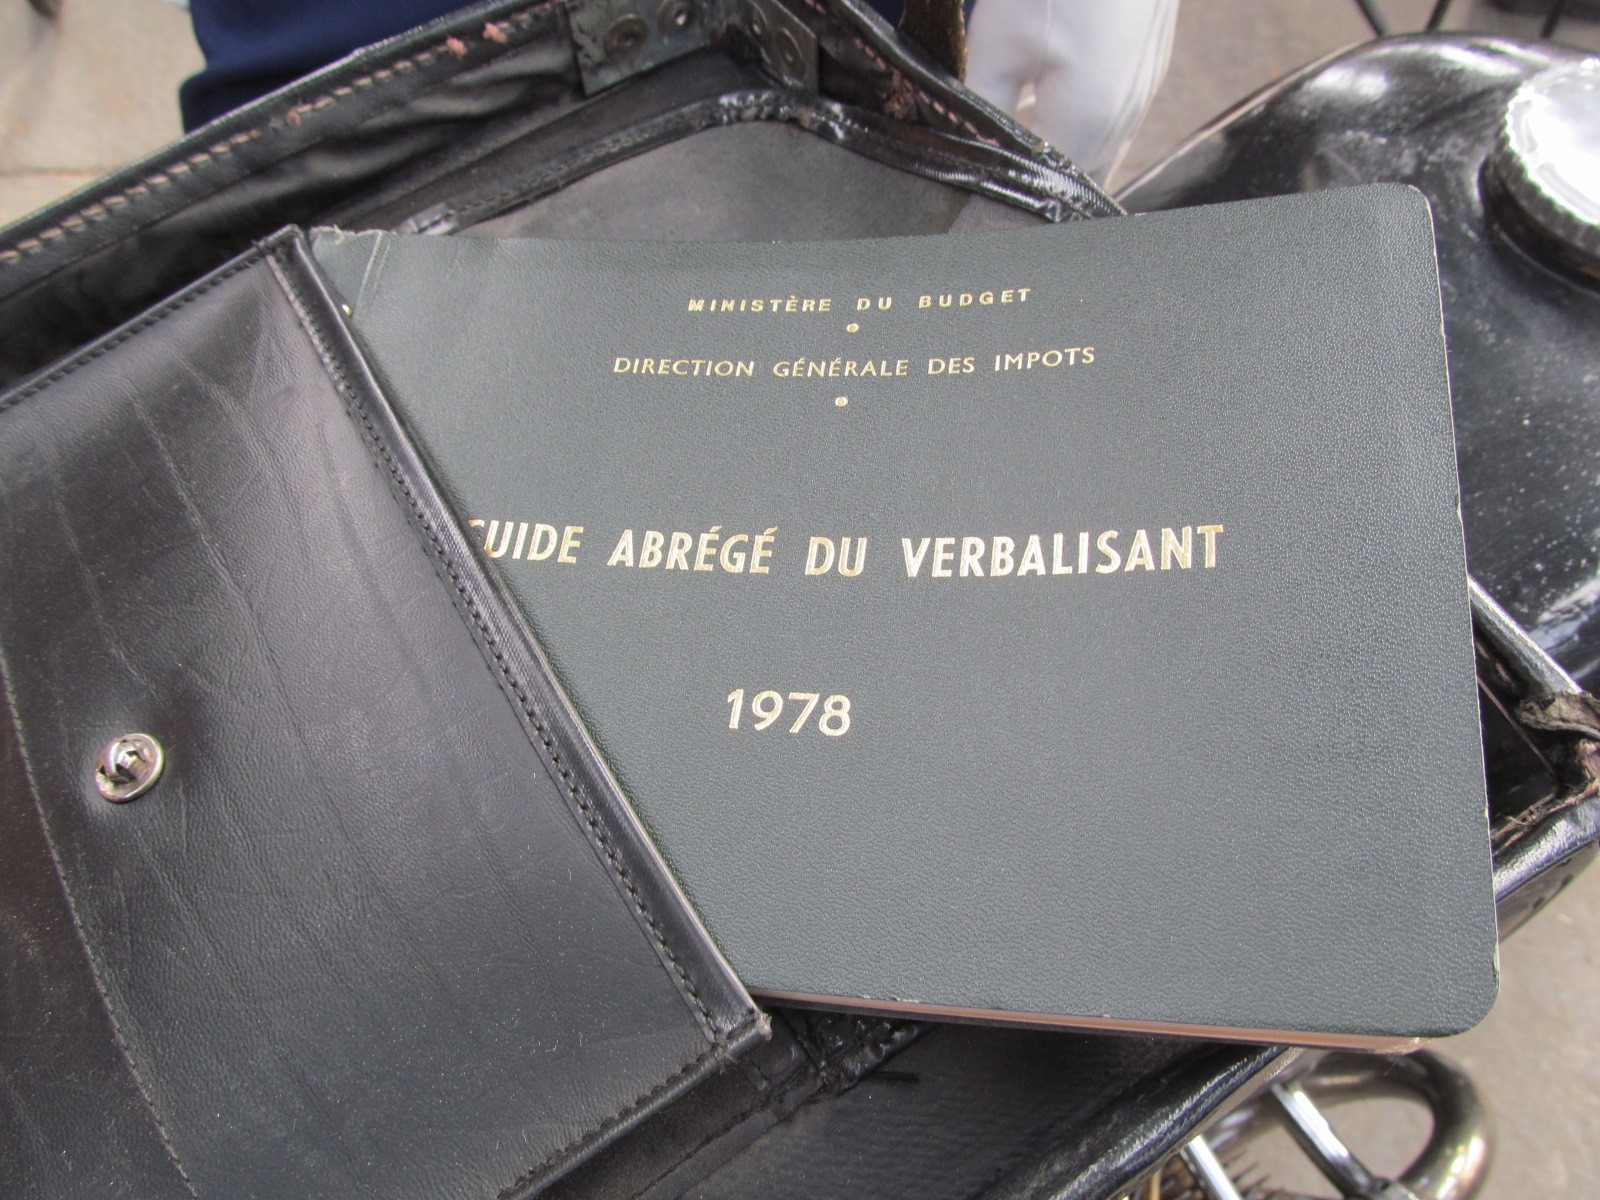 MINISTÈRE DU BUDGET
DIRECTION GÉNÉRALE DES IMPOTS
GUIDE ABRÉGÉ DU VERBALISANT
1978